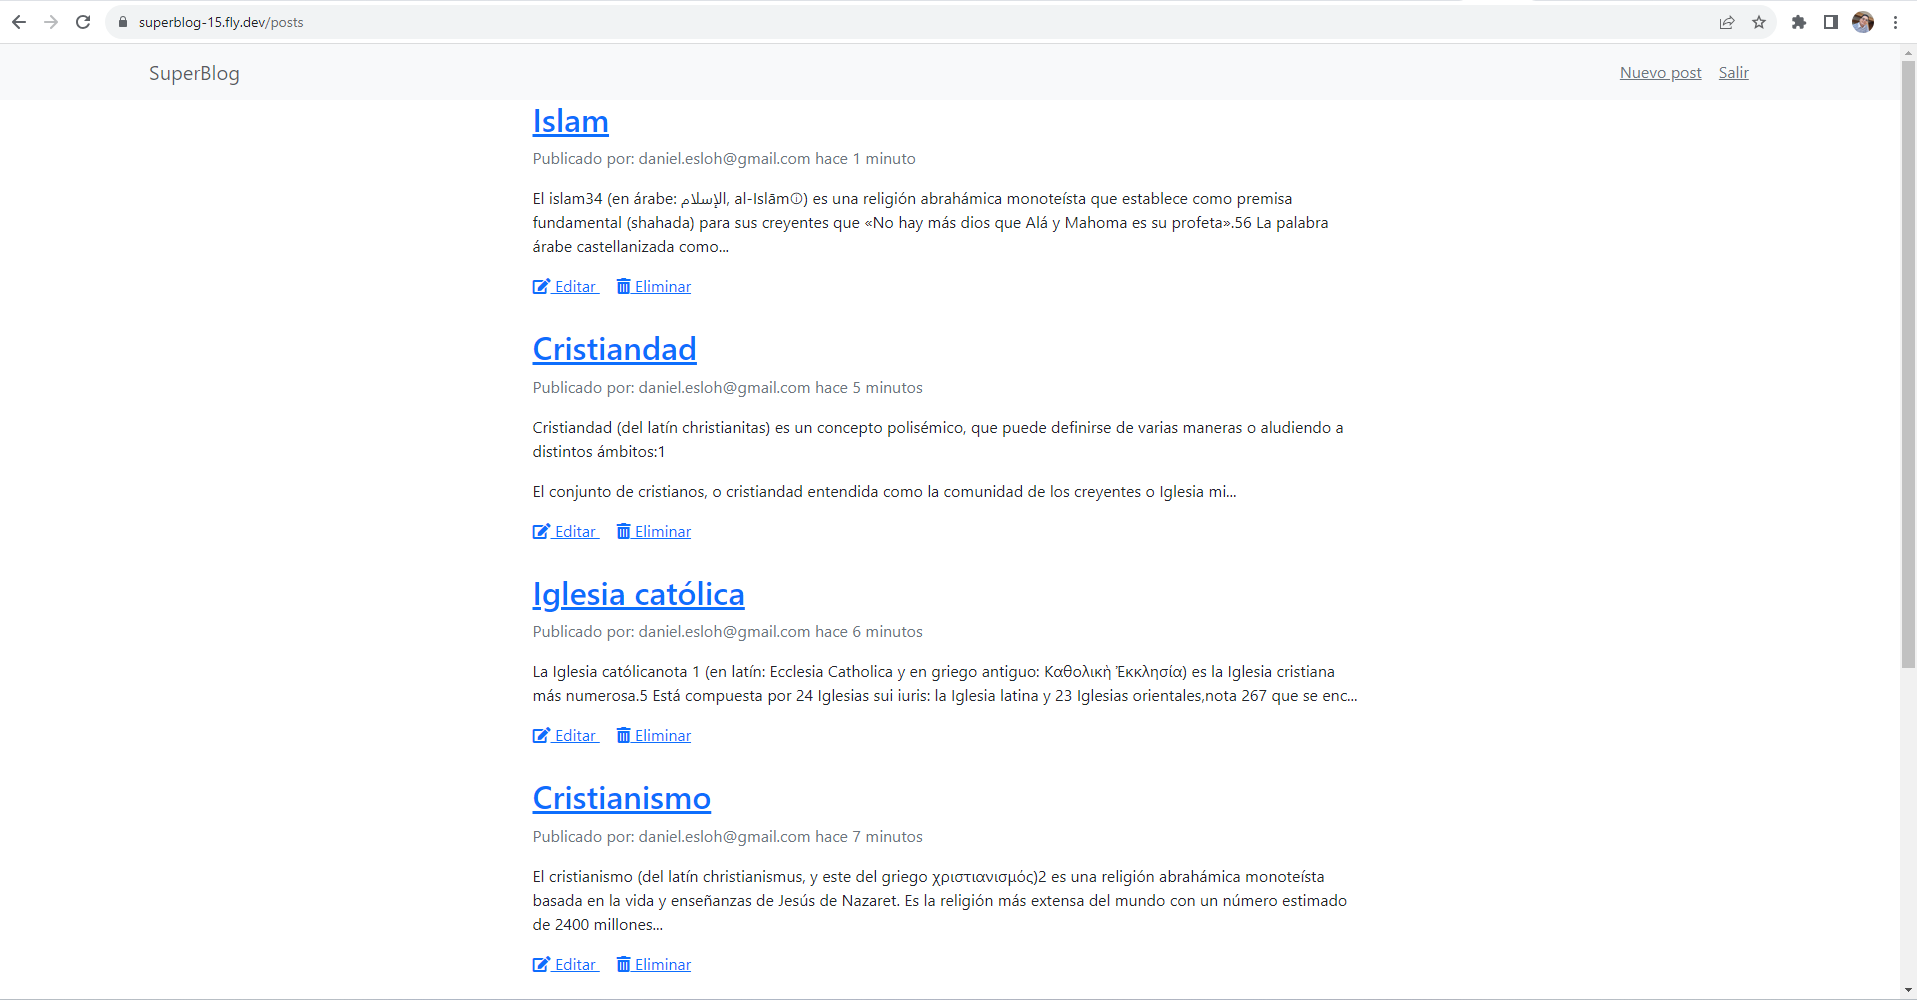 superblog-15.fly.dev/posts
SuperBlog
Nuevo post Salir
Islam
Publicado por: daniel.esloh@gmail.com hace 1 minuto
El islam34 (en árabe: الإسلام, al-Islām ⓘ) es una religión abrahámica monoteísta que establece como premisa
fundamental (shahada) para sus creyentes que «No hay más dios que Alá y Mahoma es su profeta».56 La palabra
árabe castellanizada como...
Editar Eliminar
Cristiandad
Publicado por: daniel.esloh@gmail.com hace 5 minutos
Cristiandad (del latín christianitas) es un concepto polisémico, que puede definirse de varias maneras o aludiendo a
distintos ámbitos:1
El conjunto de cristianos, o cristiandad entendida como la comunidad de los creyentes o Iglesia mi...
Editar Eliminar
Iglesia católica
Publicado por: daniel.esloh@gmail.com hace 6 minutos
La Iglesia católicanota 1 (en latín: Ecclesia Catholica y en griego antiguo: Καθολικὴ Ἐκκλησία) es la Iglesia cristiana
más numerosa.5 Está compuesta por 24 Iglesias sui iuris: la Iglesia latina y 23 Iglesias orientales,nota 267 que se enc...
Editar Eliminar
Cristianismo
Publicado por: daniel.esloh@gmail.com hace 7 minutos
El cristianismo (del latín christianismus, y este del griego χριστιανισμός)2 es una religión abrahámica monoteísta
basada en la vida y enseñanzas de Jesús de Nazaret. Es la religión más extensa del mundo con un número estimado
de 2400 millones...
Editar Eliminar